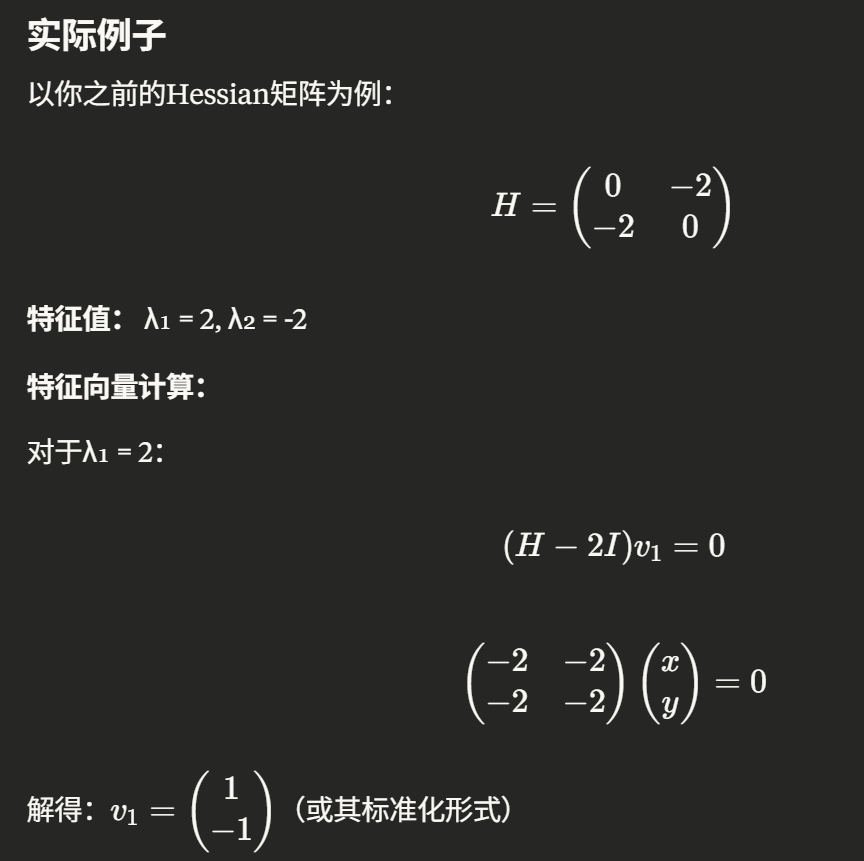 实际例子
以你之前的Hessian矩阵为例：
H = \begin{pmatrix} 0 & -2 \\ -2 & 0 \end{pmatrix}
特征值： λ₁ = 2, λ₂ = -2
特征向量计算：
对于λ₁ = 2：
(H − 2I)v₁ = 0
\begin{pmatrix} -2 & -2 \\ -2 & -2 \end{pmatrix} \begin{pmatrix} x \\ y \end{pmatrix} = 0
解得：v₁ = \begin{pmatrix} 1 \\ -1 \end{pmatrix}（或其标准化形式）